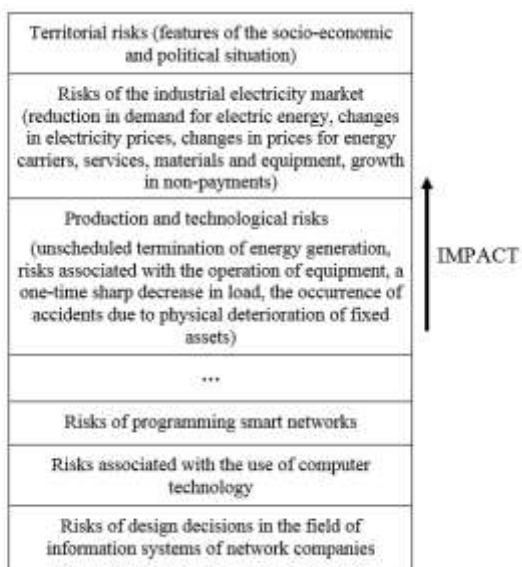 Territorial risks (features of the socio-economic
and political situation)
Risks of the industrial electricity market
(reduction in demand for electric energy, changes
in electricity prices, changes in prices for energy
carriers, services, materials and equipment, growth
in non-payments)
Production and technological risks
(unscheduled termination of energy generation,
risks associated with the operation of equipment, a
one-time sharp decrease in load, the occurrence of
accidents due to physical deterioration of fixed
assets)
IMPACT
...
Risks of programming smart networks
Risks associated with the use of computer
technology
Risks of design decisions in the field of
information systems of network companies